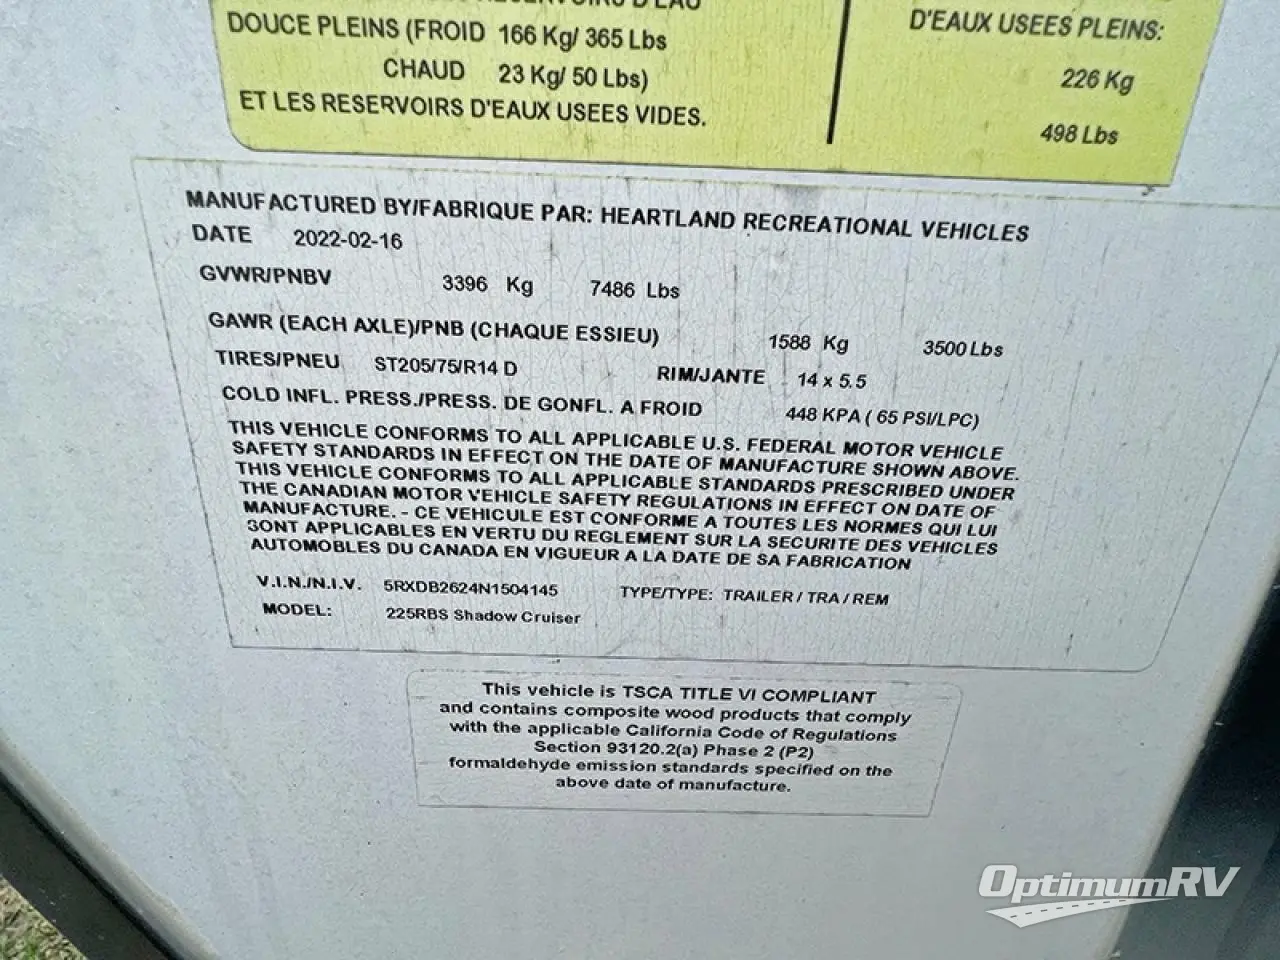 DOUCE PLEINS (FROID 166 Kg/ 365 Lbs
CHAUD 23 Kg/ 50 Lbs)
ET LES RESERVOIRS D'EAUX USEES VIDES.
D'EAUX USEES PLEINS:
226 Kg
498 Lbs
MANUFACTURED BY/FABRIQUE PAR: HEARTLAND RECREATIONAL VEHICLES
DATE 2022-02-16
GVWR/PNBV 3396 Kg 7486 Lbs
GAWR (EACH AXLE)/PNB (CHAQUE ESSIEU) 1588 Kg 3500 Lbs
TIRES/PNEU ST205/75/R14 D RIM/JANTE 14 x 5.5
COLD INFL. PRESS./PRESS. DE GONFL. A FROID 448 KPA ( 65 PSI/LPC)
THIS VEHICLE CONFORMS TO ALL APPLICABLE U.S. FEDERAL MOTOR VEHICLE
SAFETY STANDARDS IN EFFECT ON THE DATE OF MANUFACTURE SHOWN ABOVE.
THIS VEHICLE CONFORMS TO ALL APPLICABLE STANDARDS PRESCRIBED UNDER
THE CANADIAN MOTOR VEHICLE SAFETY REGULATIONS IN EFFECT ON DATE OF
MANUFACTURE. - CE VEHICULE EST CONFORME A TOUTES LES NORMES QUI LUI
SONT APPLICABLES EN VERTU DU REGLEMENT SUR LA SECURITE DES VEHICLES
AUTOMOBLES DU CANADA EN VIGUEUR A LA DATE DE SA FABRICATION
V.I.N./N.I.V. 5RXDB2624N1504145 TYPE/TYPE: TRAILER / TRA / REM
MODEL: 225RBS Shadow Cruiser
This vehicle is TSCA TITLE VI COMPLIANT
and contains composite wood products that comply
with the applicable California Code of Regulations
Section 93120.2(a) Phase 2 (P2)
formaldehyde emission standards specified on the
above date of manufacture.
OptimumRV